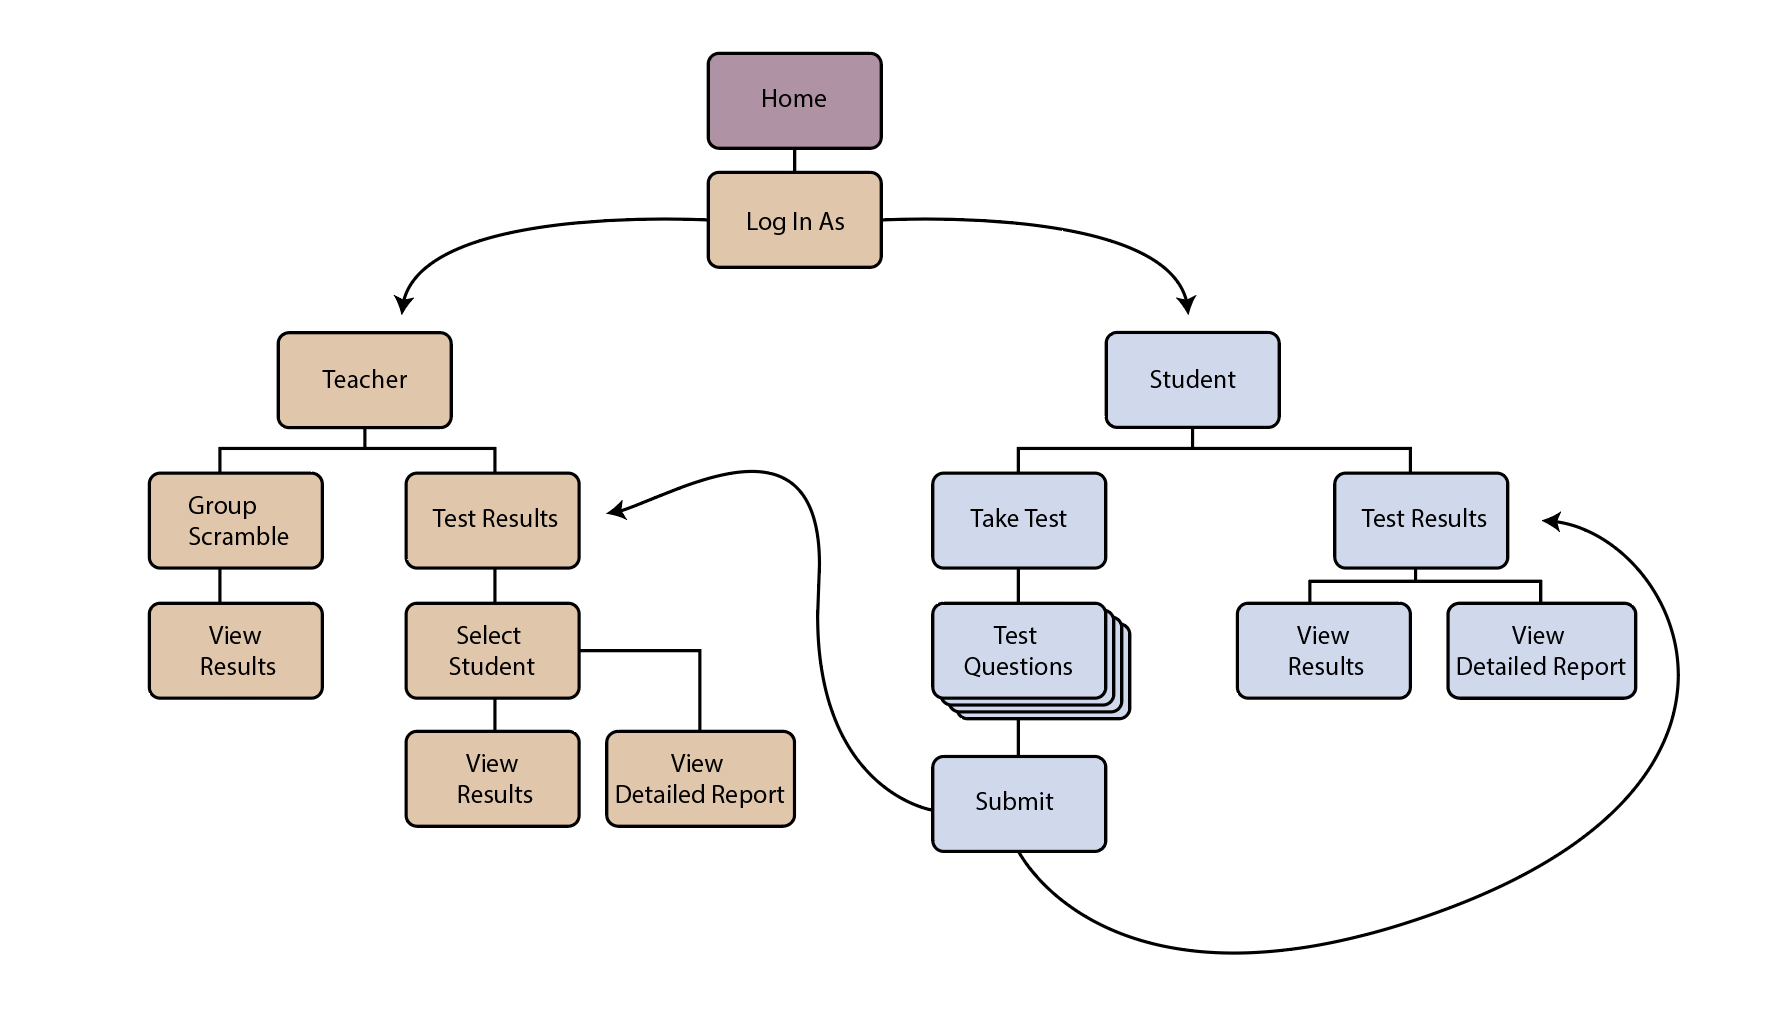 Home
Log In As
Teacher
Student
Group
Scramble
Test Results
Take Test
Test Results
View
Results
Select
Student
Test
Questions
View
Results
View
Detailed Report
View
Results
View
Detailed Report
Submit